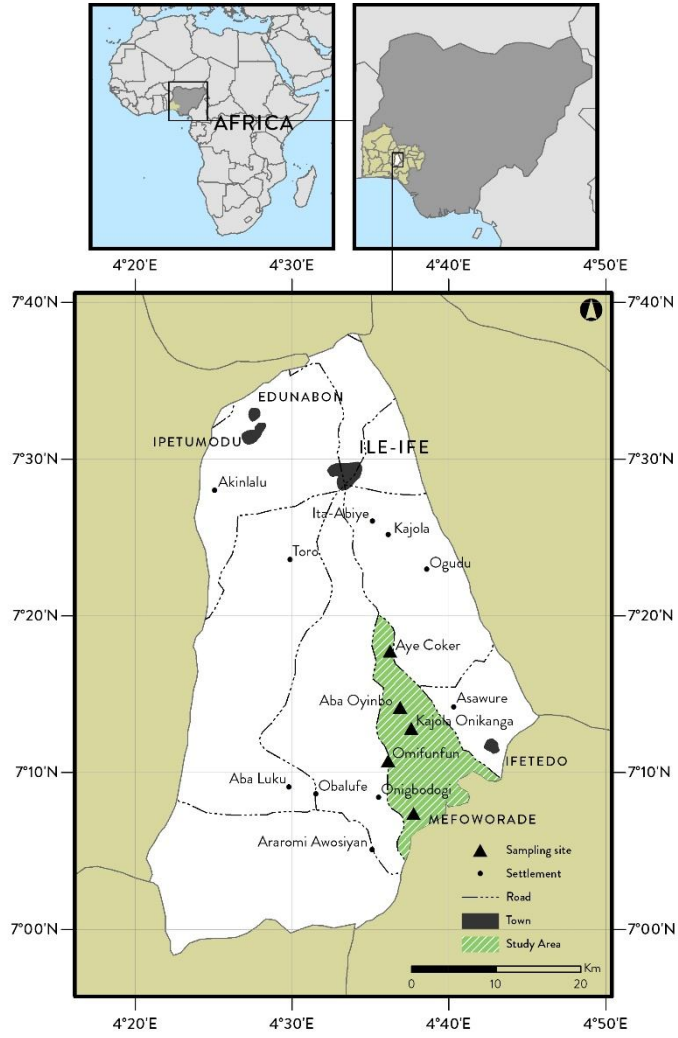 AFRICA
4°20'E 4°30'E 4°40'E 4°50'E
7°40'N 7°40'N
EDUNABON
IPETUMODU
ILE-IFE
7°30'N 7°30'N
Akinlalu
Ita-Abiye
Kajola
Toro
Ogudu
7°20'N 7°20'N
Aye Coker
Aba Oyinbo
Asawure
Kajola Onikanga
Omifunfun
IFETEDO
7°10'N 7°10'N
Aba Luku
Obalufe
Onigbodogi
MEFOWORADE
Araromi Awosiyan
Sampling site
Settlement
Road
Town
Study Area
7°00'N 7°00'N
Km
0 10 20
4°20'E 4°30'E 4°40'E 4°50'E